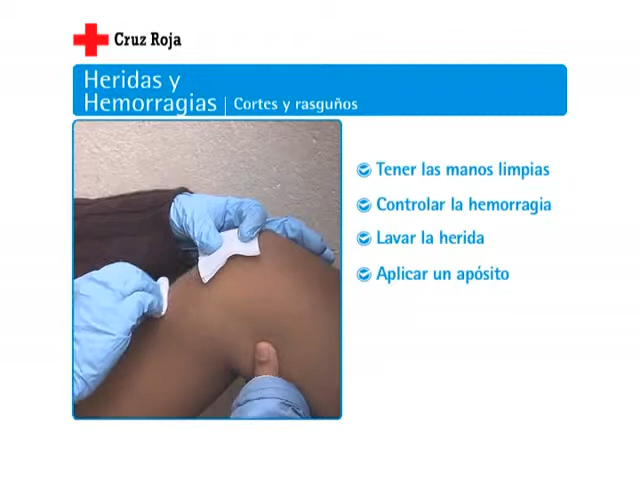 Cruz Roja
Heridas y
Hemorragias | Cortes y rasguños
Tener las manos limpias
Controlar la hemorragia
Lavar la herida
Aplicar un apósito